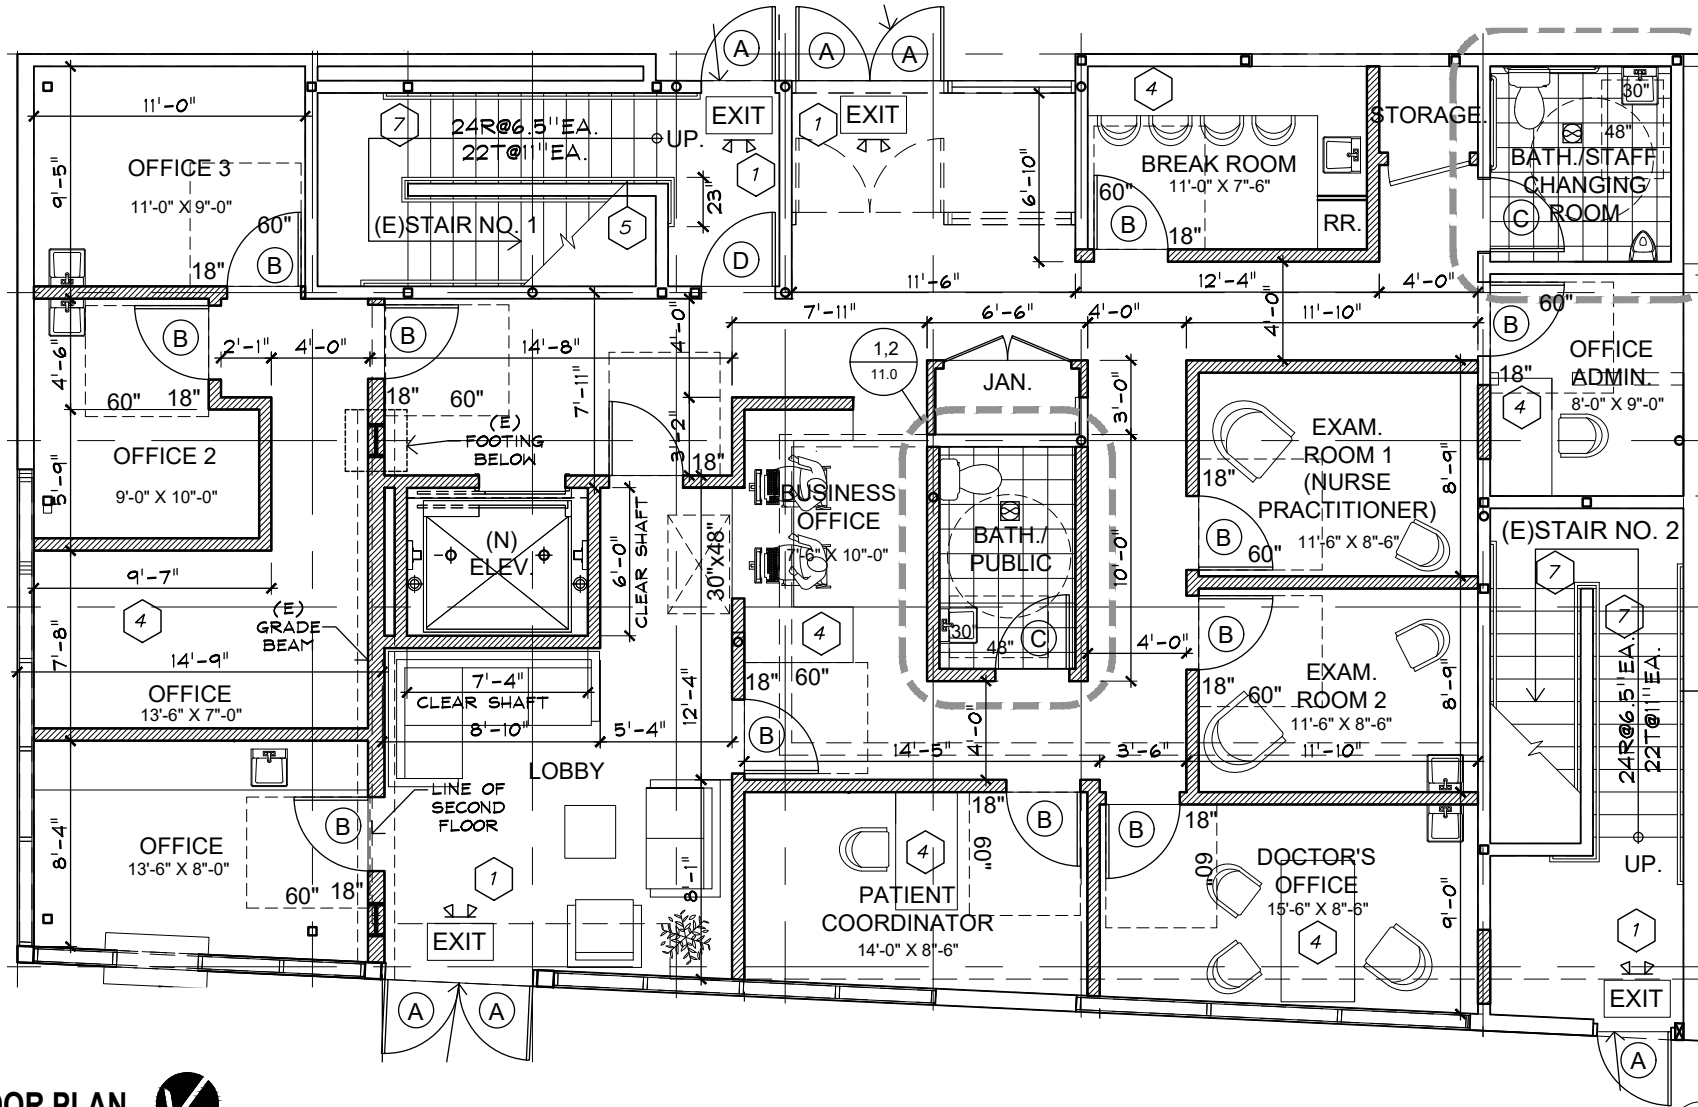 A
A
A
EXIT
EXIT
1
1
11'-0"
OFFICE 3
11'-0" X 9'-0"
9'-5"
60"
18"
B
7
24R@6.5"EA.
22T@11"EA.
UP.
(E)STAIR NO. 1
5
23"
D
6'-10"
4
BREAK ROOM
11'-0" X 7'-6"
60"
B
18"
RR.
STORAGE.
30"
48"
BATH./STAFF
CHANGING
ROOM
C
11'-6"
12'-4"
4'-0"
4'-0"
7'-11"
6'-6"
4'-0"
11'-10"
B
2'-1"
4'-0"
B
14'-8"
4'-0"
7'-11"
4'-6"
60"
18"
18"
60"
(E)
FOOTING
BELOW
3'-2"
18"
1,2
11.0
JAN.
3'-0"
60"
B
OFFICE
ADMIN.
8'-0" X 9'-0"
18"
4
OFFICE 2
9'-0" X 10"-0"
5'-9"
(N)
ELEV.
6'-0"
CLEAR SHAFT
30"x48"
BUSINESS
OFFICE
7'-6" X 10"-0"
BATH./
PUBLIC
30"
48"
C
10'-0"
EXAM.
ROOM 1
(NURSE
PRACTITIONER)
11'-6" X 8"-6"
18"
B
60"
8'-9"
(E)STAIR NO. 2
7
7
24R@6.5"EA.
22T@11"EA.
UP.
9'-7"
4
7'-8"
(E)
GRADE
BEAM
14'-9"
OFFICE
13'-6" X 7"-0"
7'-4"
CLEAR SHAFT
8'-10"
5'-4"
12'-4"
4
18"
60"
B
4'-0"
4'-0"
14'-5"
3'-6"
B
18"
60"
EXAM.
ROOM 2
11'-6" X 8"-6"
8'-9"
11'-10"
LOBBY
LINE OF
SECOND
FLOOR
B
OFFICE
13'-6" X 8"-0"
8'-4"
60"
18"
1
EXIT
8'-1"
18"
B
60"
4
PATIENT
COORDINATOR
14'-0" X 8"-6"
B
18"
60"
DOCTOR'S
OFFICE
15'-6" X 8"-6"
4
9'-0"
1
EXIT
A
A
A